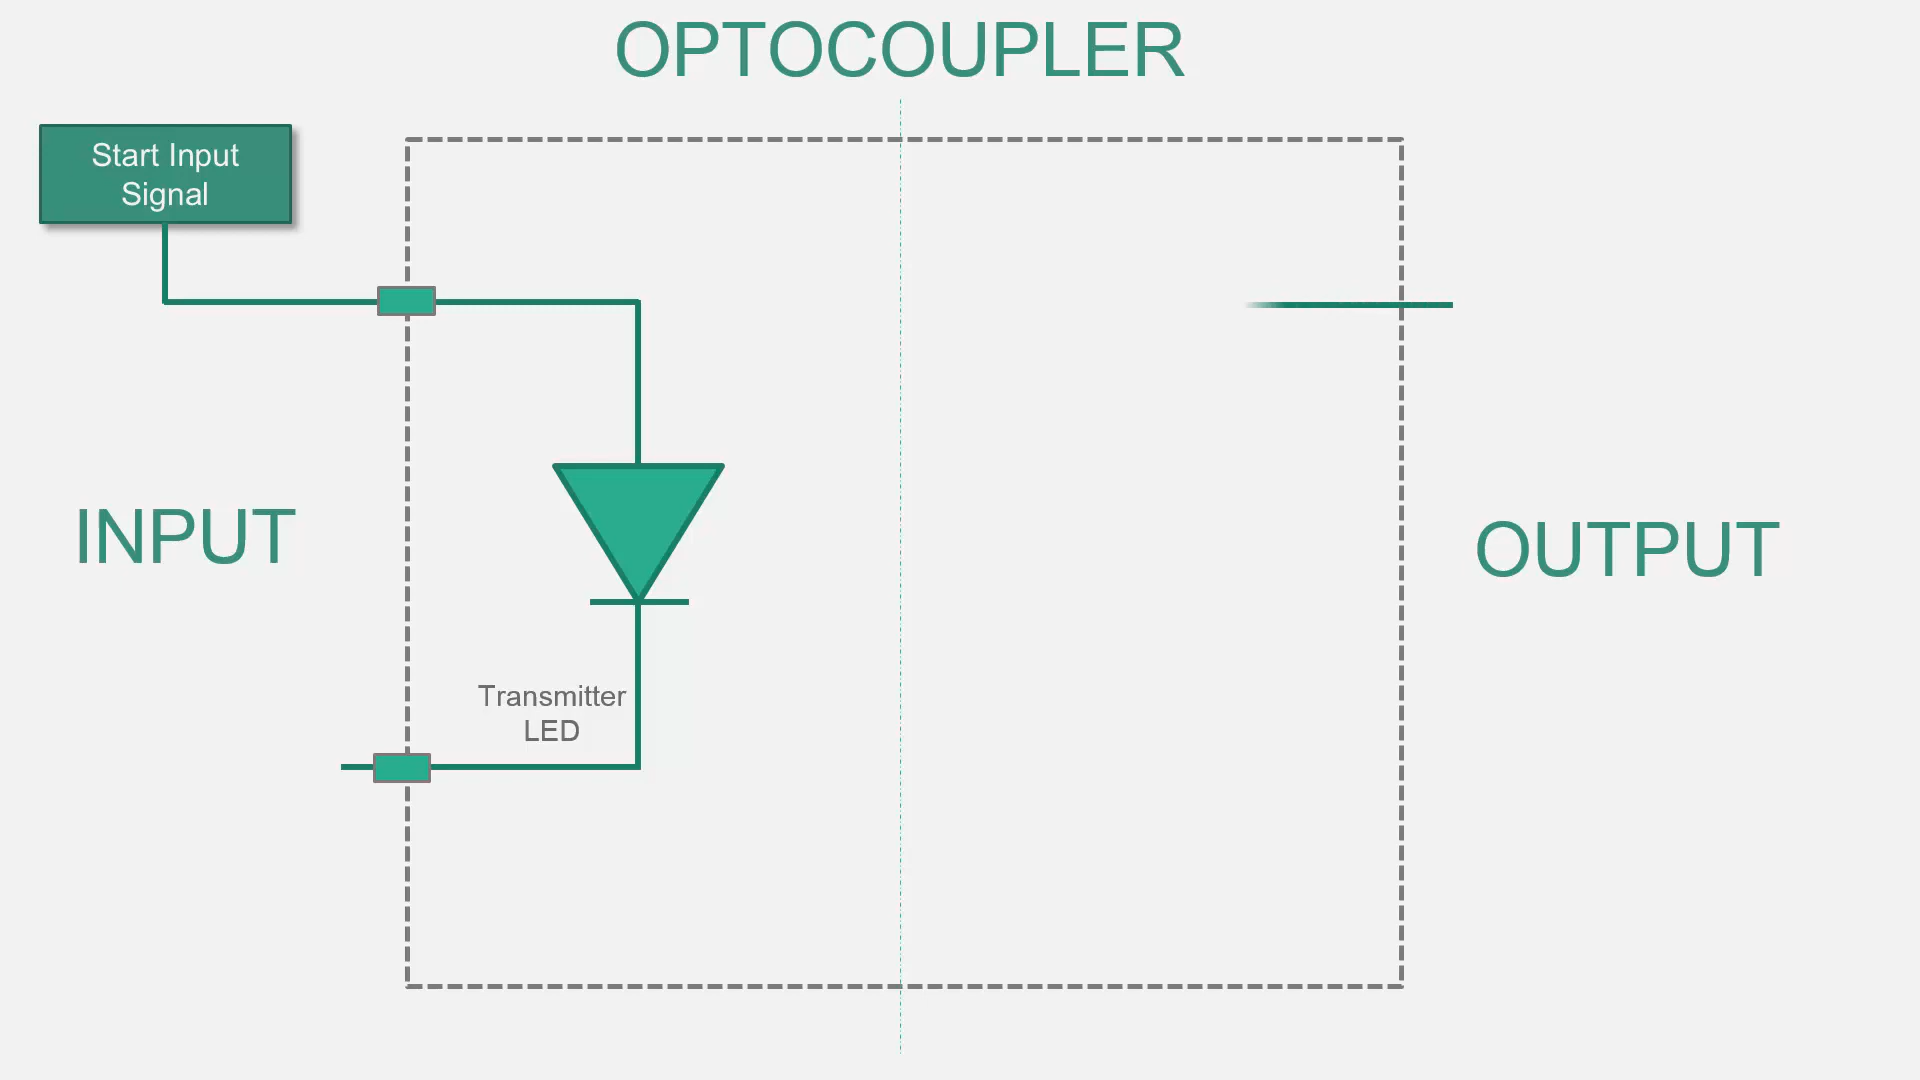 OPTOCOUPLER
Start Input
Signal
INPUT
OUTPUT
Transmitter
LED